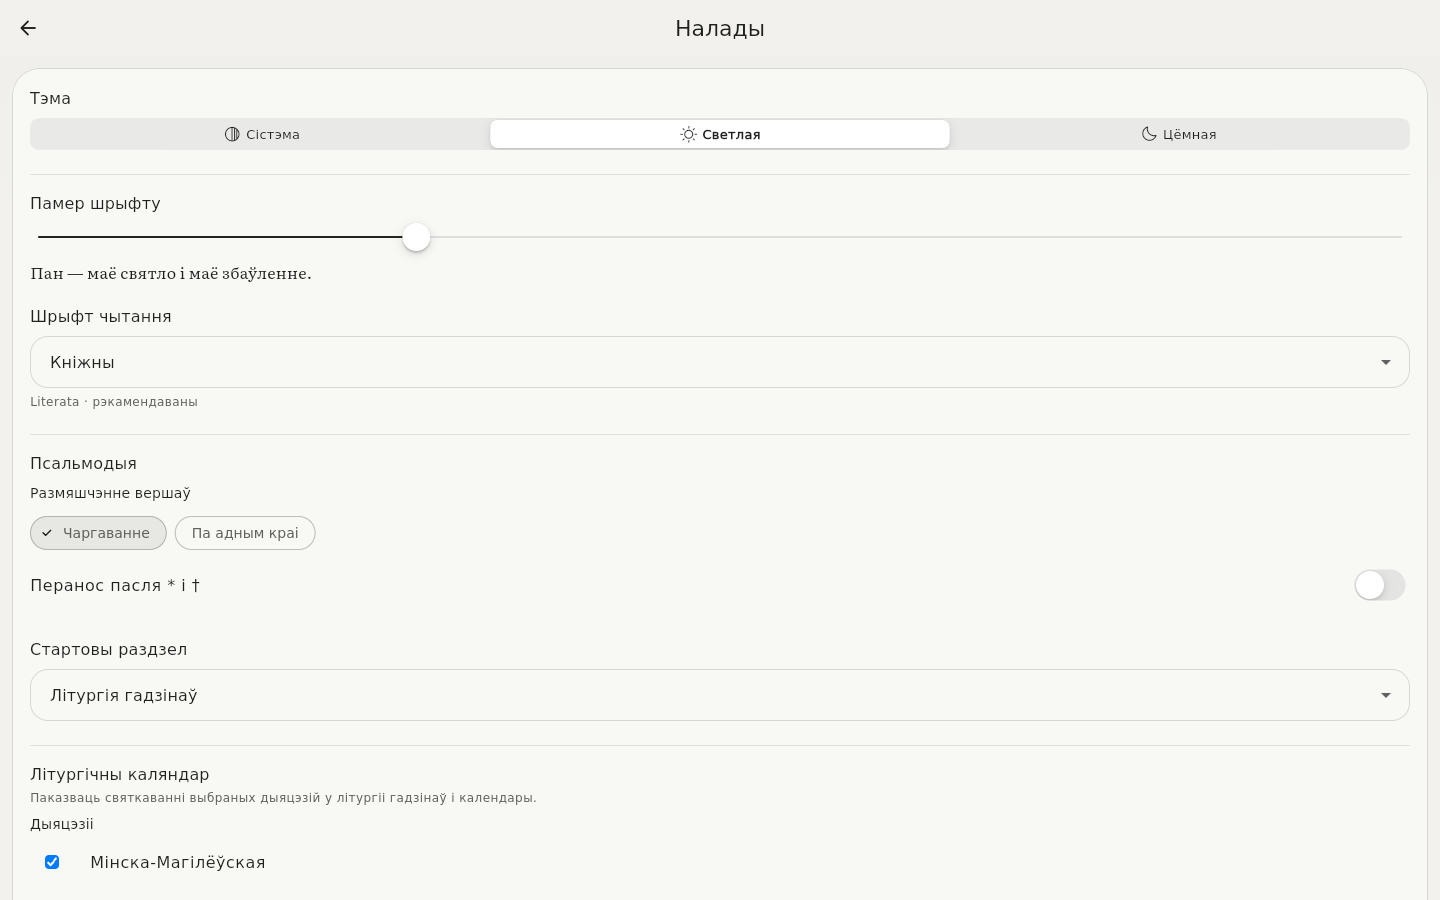 Налады
Тэма
Сістэма
Светлая
Цёмная
Памер шрыфту
Пан — маё святло і маё збаўленне.
Шрыфт чытання
Кніжны
Literata · рэкамендаваны
Псальмодыя
Размяшчэнне вершаў
Чаргаванне
Па адным краі
Перанос пасля * і †
Стартовы раздзел
Літургія гадзінаў
Літургічны каляндар
Паказваць святкаванні выбраных дыяцэзій у літургіі гадзінаў і календары.
Дыяцэзіі
Мінска-Магілёўская